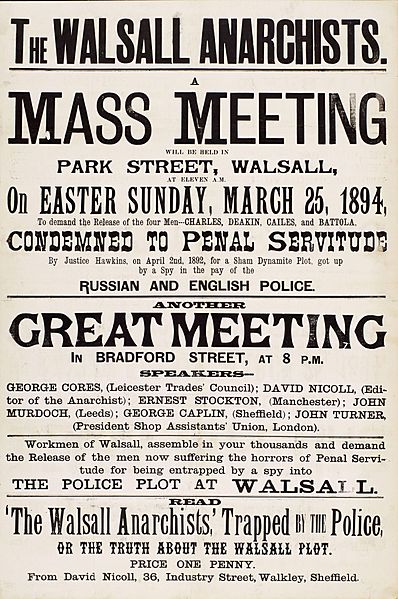 THE WALSALL ANARCHISTS.
A
MASS MEETING
WILL BE HELD IN
PARK STREET, WALSALL,
AT ELEVEN A.M.
On EASTER SUNDAY, MARCH 25, 1894,
To demand the Release of the four Men—CHARLES, DEAKIN, CAILES, and BATTOLA.
CONDEMNED TO PENAL SERVITUDE
By Justice Hawkins, on April 2nd, 1892, for a Sham Dynamite Plot, got up
by a Spy in the pay of the
RUSSIAN AND ENGLISH POLICE.
ANOTHER
GREAT MEETING
IN BRADFORD STREET, AT 8 P.M.
SPEAKERS—
GEORGE CORES, (Leicester Trades' Council); DAVID NICOLL, (Edi-
tor of the Anarchist); ERNEST STOCKTON, (Manchester); JOHN
MURDOCH, (Leeds); GEORGE CAPLIN, (Sheffield); JOHN TURNER,
(President Shop Assistants' Union, London).
Workmen of Walsall, assemble in your thousands and demand
the Release of the men now suffering the horrors of Penal Servi-
tude for being entrapped by a spy into
THE POLICE PLOT AT WALSALL.
READ
'The Walsall Anarchists,' Trapped BY THE Police,
OR THE TRUTH ABOUT THE WALSALL PLOT.
PRICE ONE PENNY.
From David Nicoll, 36, Industry Street, Walkley, Sheffield.